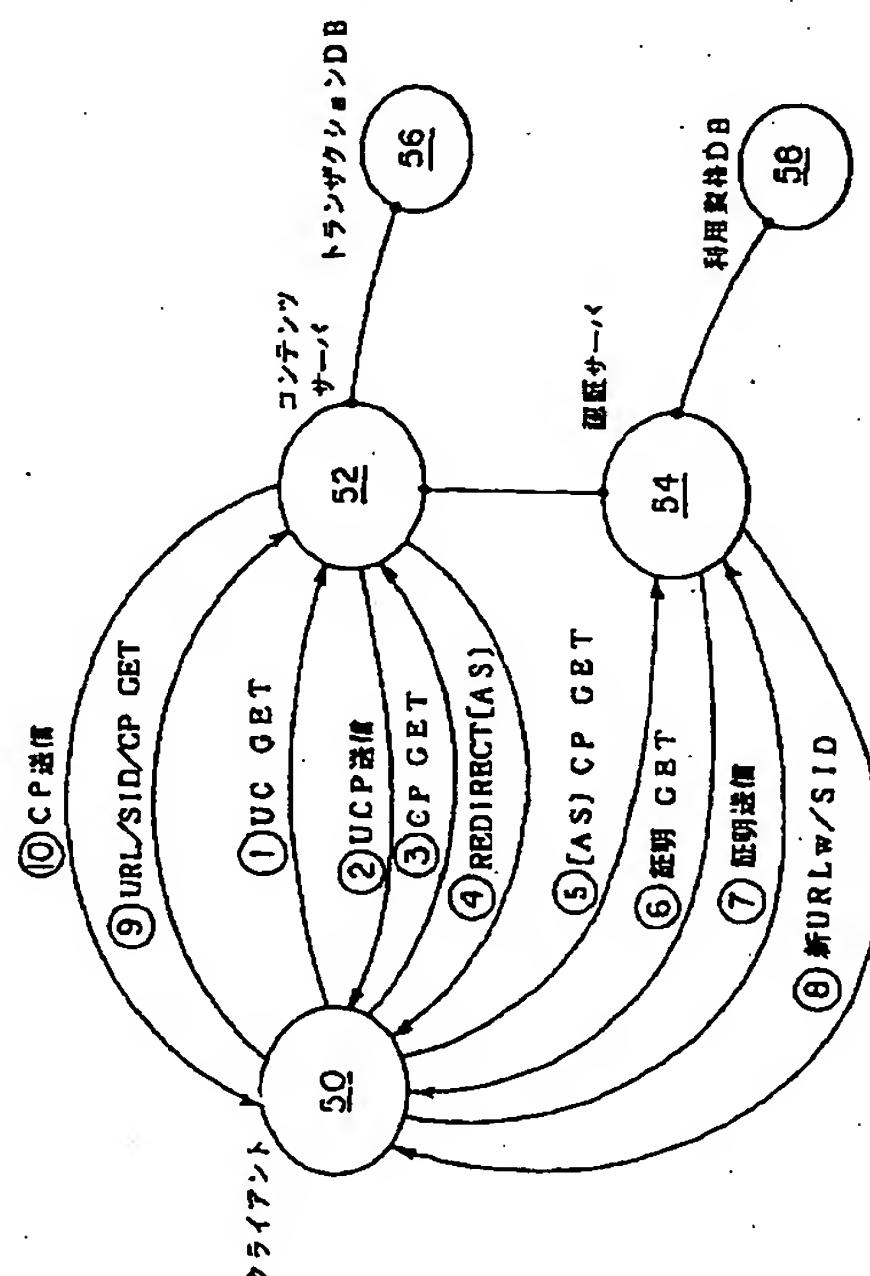 ⑩CP送信
⑨URL/SID/CP GET
①UC GET
②UCP送信
③CP GET
④REDIRECT[AS]
⑤[AS] CP GET
⑥証明 GET
⑦証明送信
⑧新URLw/SID
クライアント
50
コンテンツ
サーバ
52
トランザクションDB
56
認証サーバ
54
利用資格DB
58